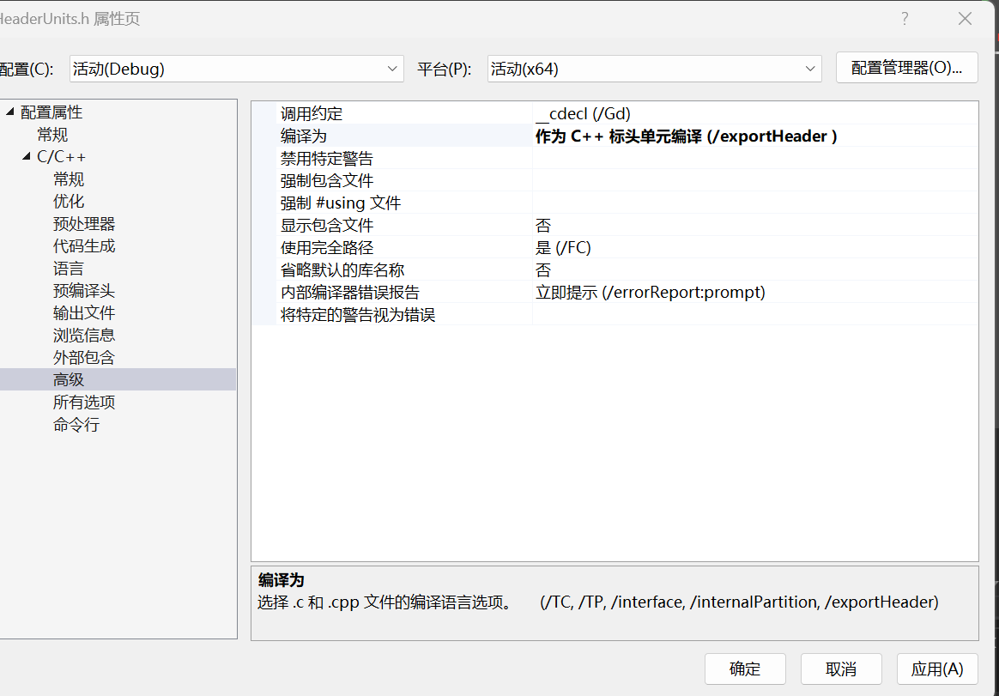 HeaderUnits.h 属性页
配置(C): 活动(Debug) 平台(P): 活动(x64) 配置管理器(O)...
配置属性
常规
C/C++
常规
优化
预处理器
代码生成
语言
预编译头
输出文件
浏览信息
外部包含
高级
所有选项
命令行
调用约定 __cdecl (/Gd)
编译为 作为 C++ 标头单元编译 (/exportHeader )
禁用特定警告
强制包含文件
强制 #using 文件
显示包含文件 否
使用完全路径 是 (/FC)
省略默认的库名称 否
内部编译器错误报告 立即提示 (/errorReport:prompt)
将特定的警告视为错误
编译为
选择 .c 和 .cpp 文件的编译语言选项。 (/TC, /TP, /interface, /internalPartition, /exportHeader)
确定 取消 应用(A)